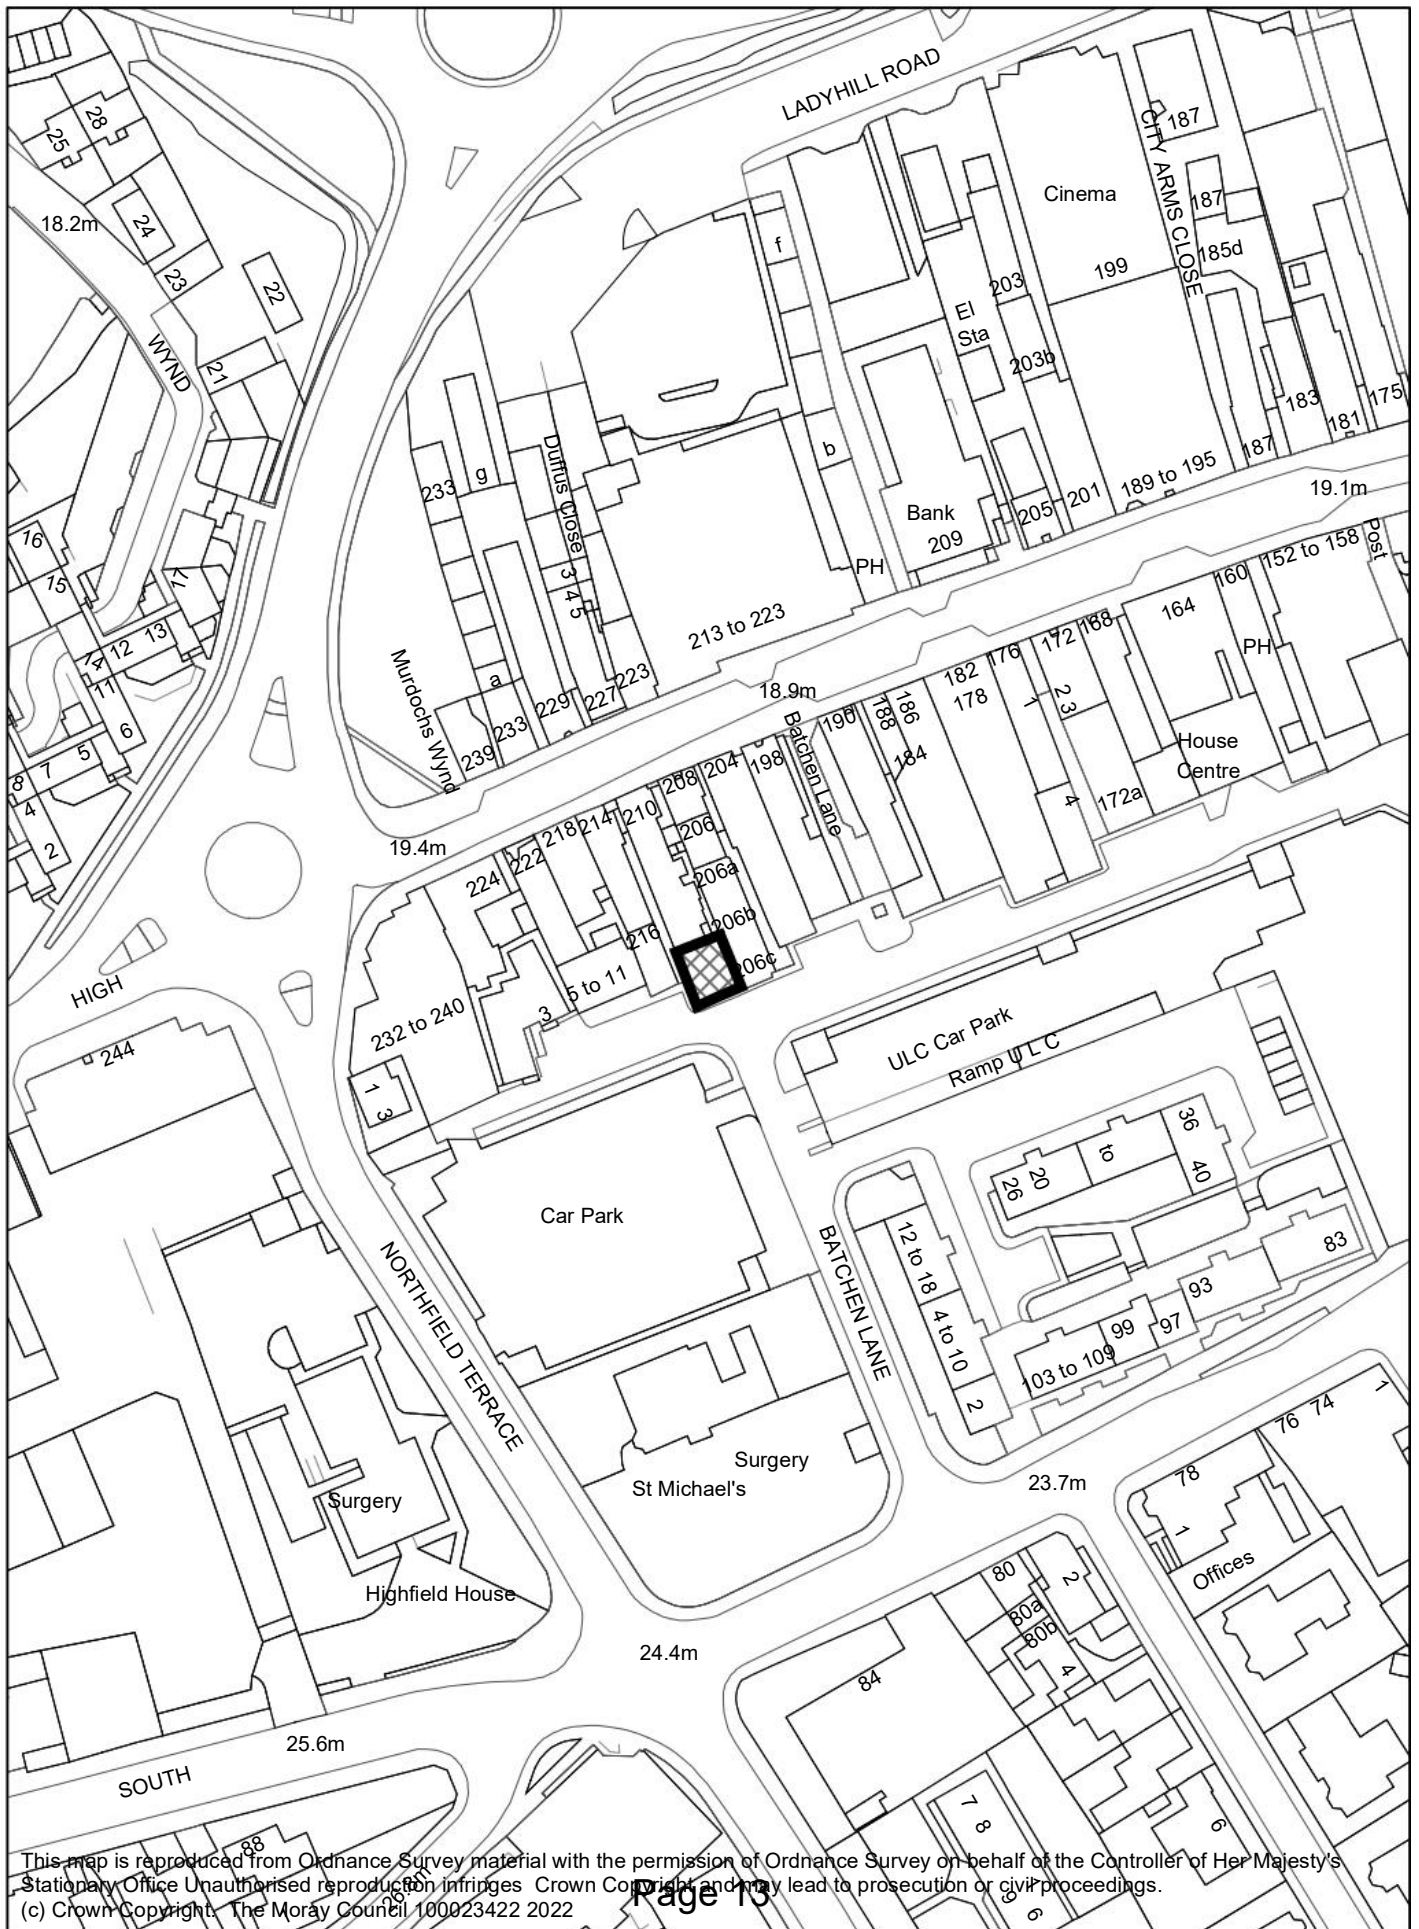 LADYHILL ROAD
28
25
187
CITY ARMS CLOSE
Cinema
187
24
18.2m
f
185d
23
199
22
203
El
Sta
WYND
203b
21
183
175
181
b
187
g
Duffus Close
189 to 195
233
201
19.1m
205
Bank
209
16
Post
152 to 158
PH
3
15
17
160
4
5
164
213 to 223
13
168
12
172
14
PH
176
182
a
223
11
Murdochs Wynd
178
18.9m
1
2
3
227
229
186
188
190
6
233
Batchen Lane
House
Centre
5
239
184
7
198
8
204
208
4
172a
4
210
206
214
218
19.4m
2
222
206a
224
206b
216
206c
HIGH
5 to 11
3
232 to 240
ULC Car Park
Ramp U L C
244
1
3
36
to
20
26
40
Car Park
12 to 18
83
BATCHEN LANE
NORTHFIELD TERRACE
93
4 to 10
99
97
103 to 109
2
1
74
76
Surgery
St Michael's
23.7m
78
Surgery
1
Offices
80
2
Highfield House
80a
80b
24.4m
4
84
25.6m
SOUTH
7
8
6
88
This map is reproduced from Ordnance Survey material with the permission of Ordnance Survey on behalf of the Controller of Her Majesty's
Stationary Office Unauthorised reproduction infringes Crown Copyright and may lead to prosecution or civil proceedings.
(c) Crown Copyright. The Moray Council 100023422 2022
Page 13
9
6